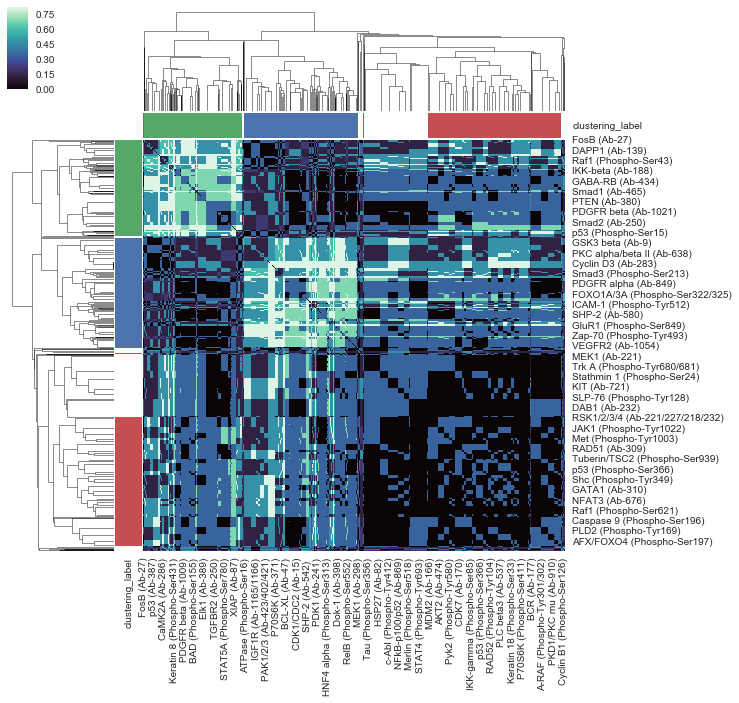 0.75
0.60
0.45
0.30
0.15
0.00
clustering_label
FosB (Ab-27)
DAPP1 (Ab-139)
Raf1 (Phospho-Ser43)
IKK-beta (Ab-188)
GABA-RB (Ab-434)
Smad1 (Ab-465)
PTEN (Ab-380)
PDGFR beta (Ab-1021)
Smad2 (Ab-250)
p53 (Phospho-Ser15)
GSK3 beta (Ab-9)
PKC alpha/beta II (Ab-638)
Cyclin D3 (Ab-283)
Smad3 (Phospho-Ser213)
PDGFR alpha (Ab-849)
FOXO1A/3A (Phospho-Ser322/325)
ICAM-1 (Phospho-Tyr512)
SHP-2 (Ab-580)
GluR1 (Phospho-Ser849)
Zap-70 (Phospho-Tyr493)
VEGFR2 (Ab-1054)
MEK1 (Ab-221)
Trk A (Phospho-Tyr680/681)
Stathmin 1 (Phospho-Ser24)
KIT (Ab-721)
SLP-76 (Phospho-Tyr128)
DAB1 (Ab-232)
RSK1/2/3/4 (Ab-221/227/218/232)
JAK1 (Phospho-Tyr1022)
Met (Phospho-Tyr1003)
RAD51 (Ab-309)
Tuberin/TSC2 (Phospho-Ser939)
p53 (Phospho-Ser366)
Shc (Phospho-Tyr349)
GATA1 (Ab-310)
NFAT3 (Ab-676)
Raf1 (Phospho-Ser621)
Caspase 9 (Phospho-Ser196)
PLD2 (Phospho-Tyr169)
AFX/FOXO4 (Phospho-Ser197)
clustering_label
FosB (Ab-27)
p53 (Ab-387)
CaMK2A (Ab-286)
Keratin 8 (Phospho-Ser431)
PDGFR beta (Ab-1009)
BAD (Phospho-Ser155)
Elk1 (Ab-389)
TGFBR2 (Ab-250)
STAT5A (Phospho-Ser780)
XIAP (Ab-87)
ATPase (Phospho-Ser16)
IGF1R (Ab-1165/1166)
PAK1/2/3 (Ab-423/402/421)
P70S6K (Ab-371)
BCL-XL (Ab-47)
CDK1/CDC2 (Ab-15)
SHP-2 (Ab-542)
PDK1 (Ab-241)
HNF4 alpha (Phospho-Ser313)
Dok-1 (Ab-398)
RelB (Phospho-Ser552)
MEK1 (Ab-298)
Tau (Phospho-Ser356)
HSP27 (Ab-82)
c-Abl (Phospho-Tyr412)
NFkB-p100/p52 (Ab-869)
Merlin (Phospho-Ser518)
STAT4 (Phospho-Tyr693)
MDM2 (Ab-166)
AKT2 (Ab-474)
Pyk2 (Phospho-Tyr580)
CDK7 (Ab-170)
IKK-gamma (Phospho-Ser85)
p53 (Phospho-Ser366)
RAD52 (Phospho-Tyr104)
PLC beta3 (Ab-537)
Keratin 18 (Phospho-Ser33)
P70S6K (Phospho-Ser411)
BCR (Ab-177)
A-RAF (Phospho-Tyr301/302)
PKD1/PKC mu (Ab-910)
Cyclin B1 (Phospho-Ser126)